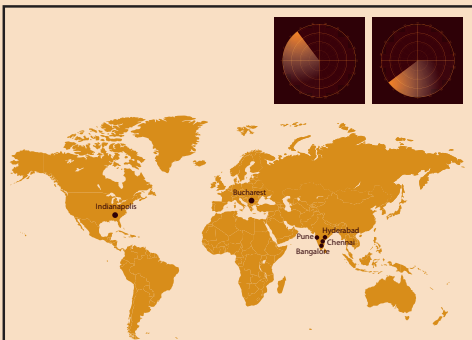 Bucharest
Indianapolis
Hyderabad
Pune
Chennai
Bangalore